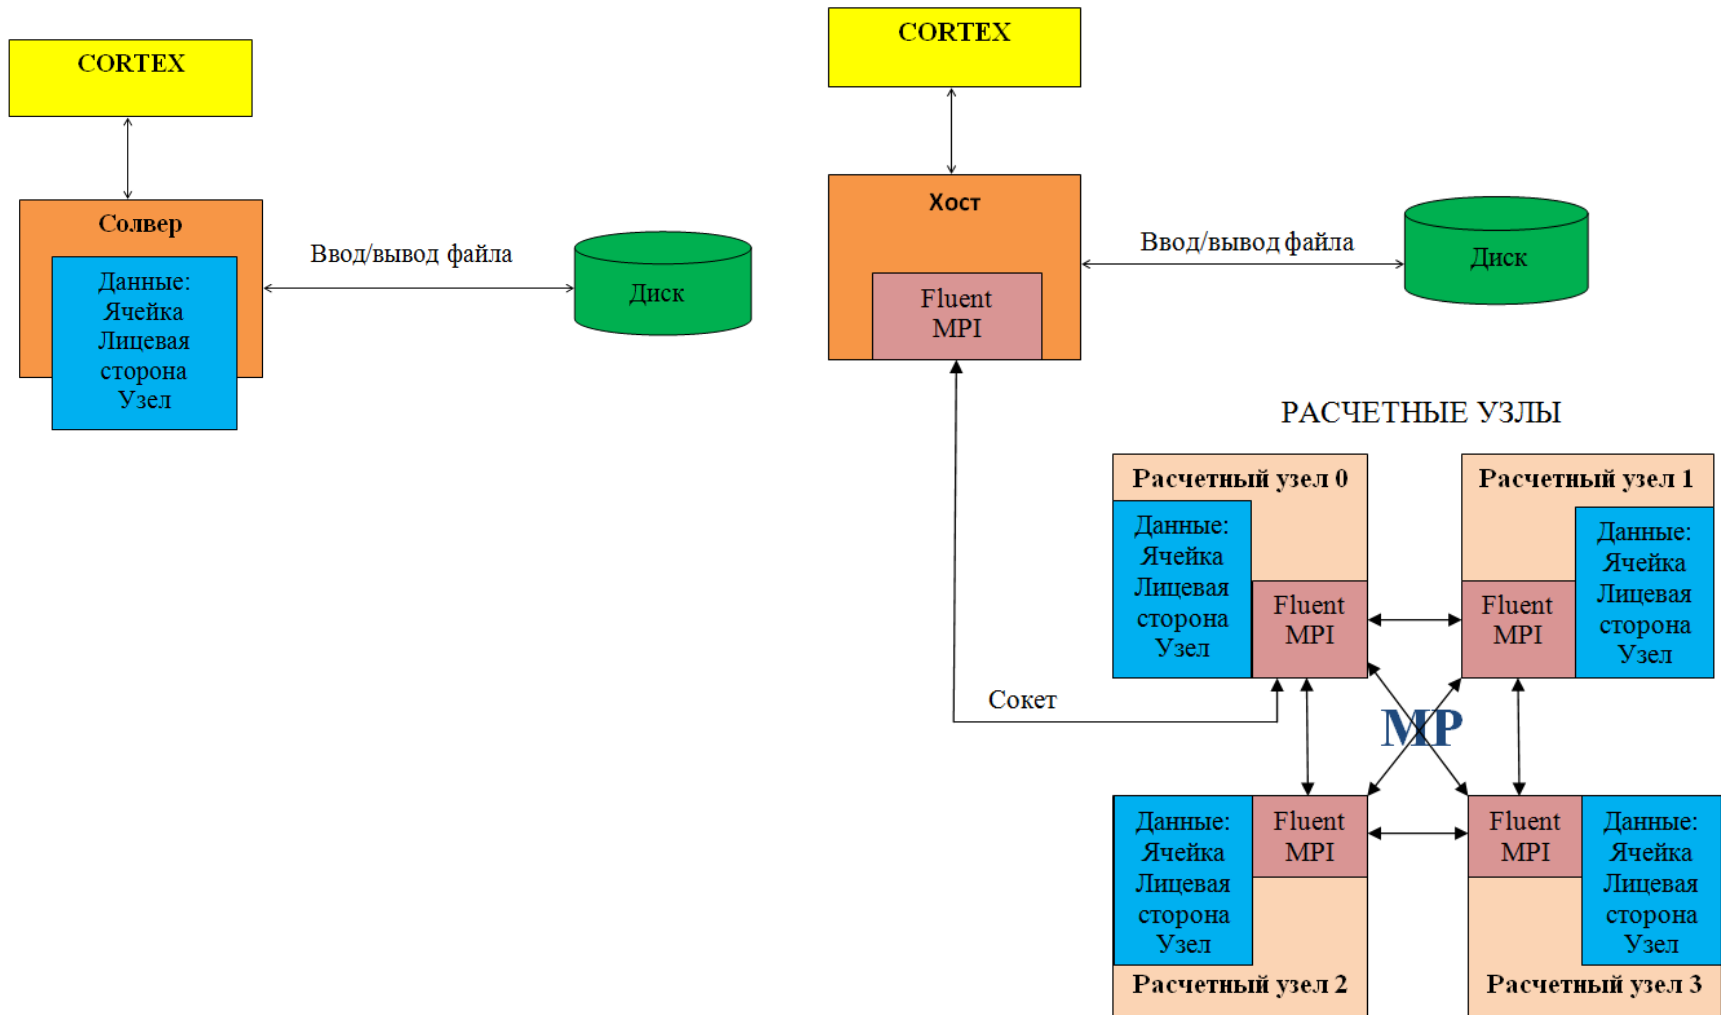 CORTEX
Солвер
Данные:
Ячейка
Лицевая
сторона
Узел
Ввод/вывод файла
Диск
CORTEX
Хост
Fluent
MPI
Ввод/вывод файла
Диск
Сокет
РАСЧЕТНЫЕ УЗЛЫ
Расчетный узел 0
Данные:
Ячейка
Лицевая
сторона
Узел
Fluent
MPI
Расчетный узел 1
Fluent
MPI
Данные:
Ячейка
Лицевая
сторона
Узел
MP
Данные:
Ячейка
Лицевая
сторона
Узел
Fluent
MPI
Расчетный узел 2
Fluent
MPI
Данные:
Ячейка
Лицевая
сторона
Узел
Расчетный узел 3